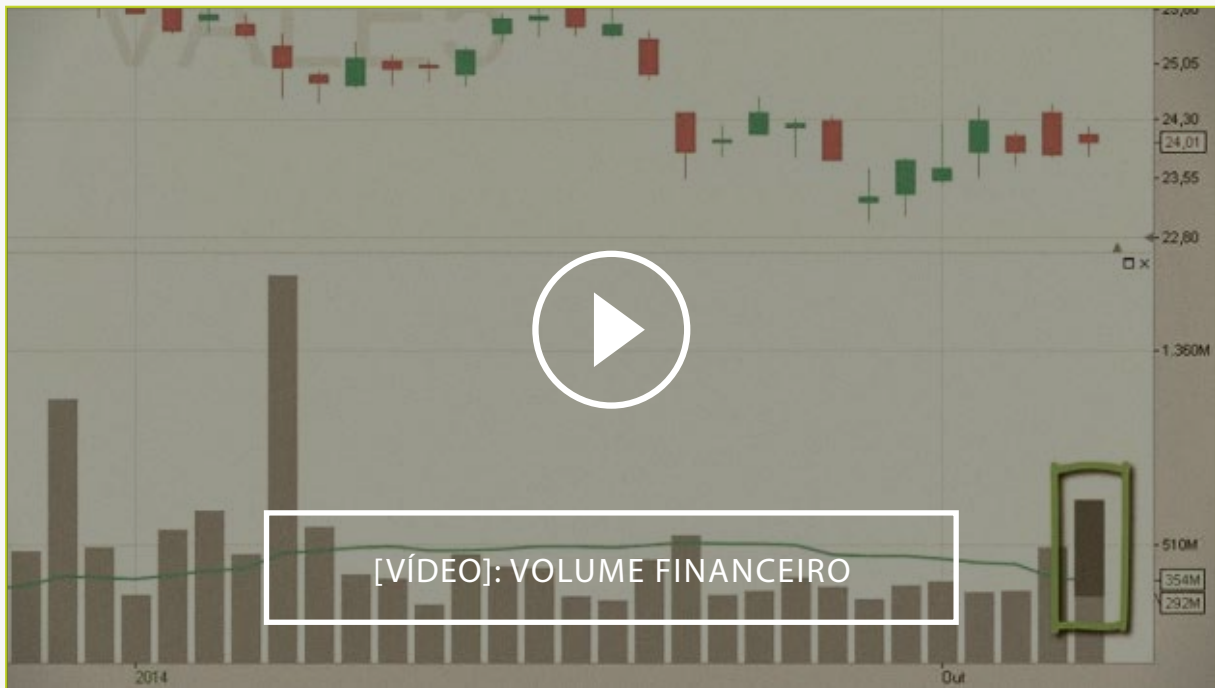 VALE5
25,05
24,30
24,01
23,55
22,80
1.360M
510M
[VÍDEO]: VOLUME FINANCEIRO
354M
292M
2014
Out